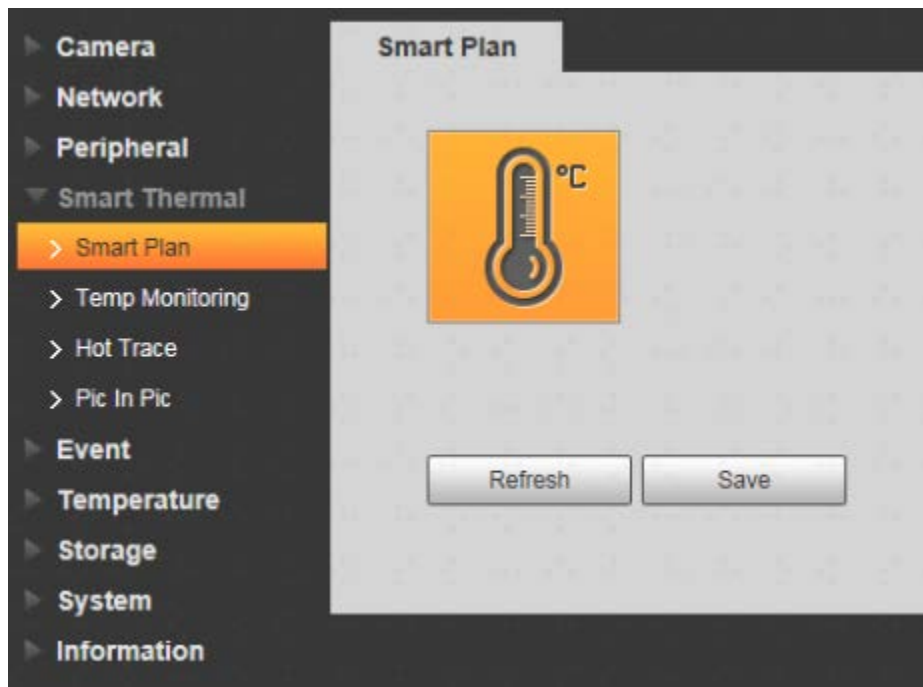 Camera
Network
Peripheral
Smart Thermal
Smart Plan
Temp Monitoring
Hot Trace
Pic In Pic
Event
Temperature
Storage
System
Information
Smart Plan
°C
Refresh
Save